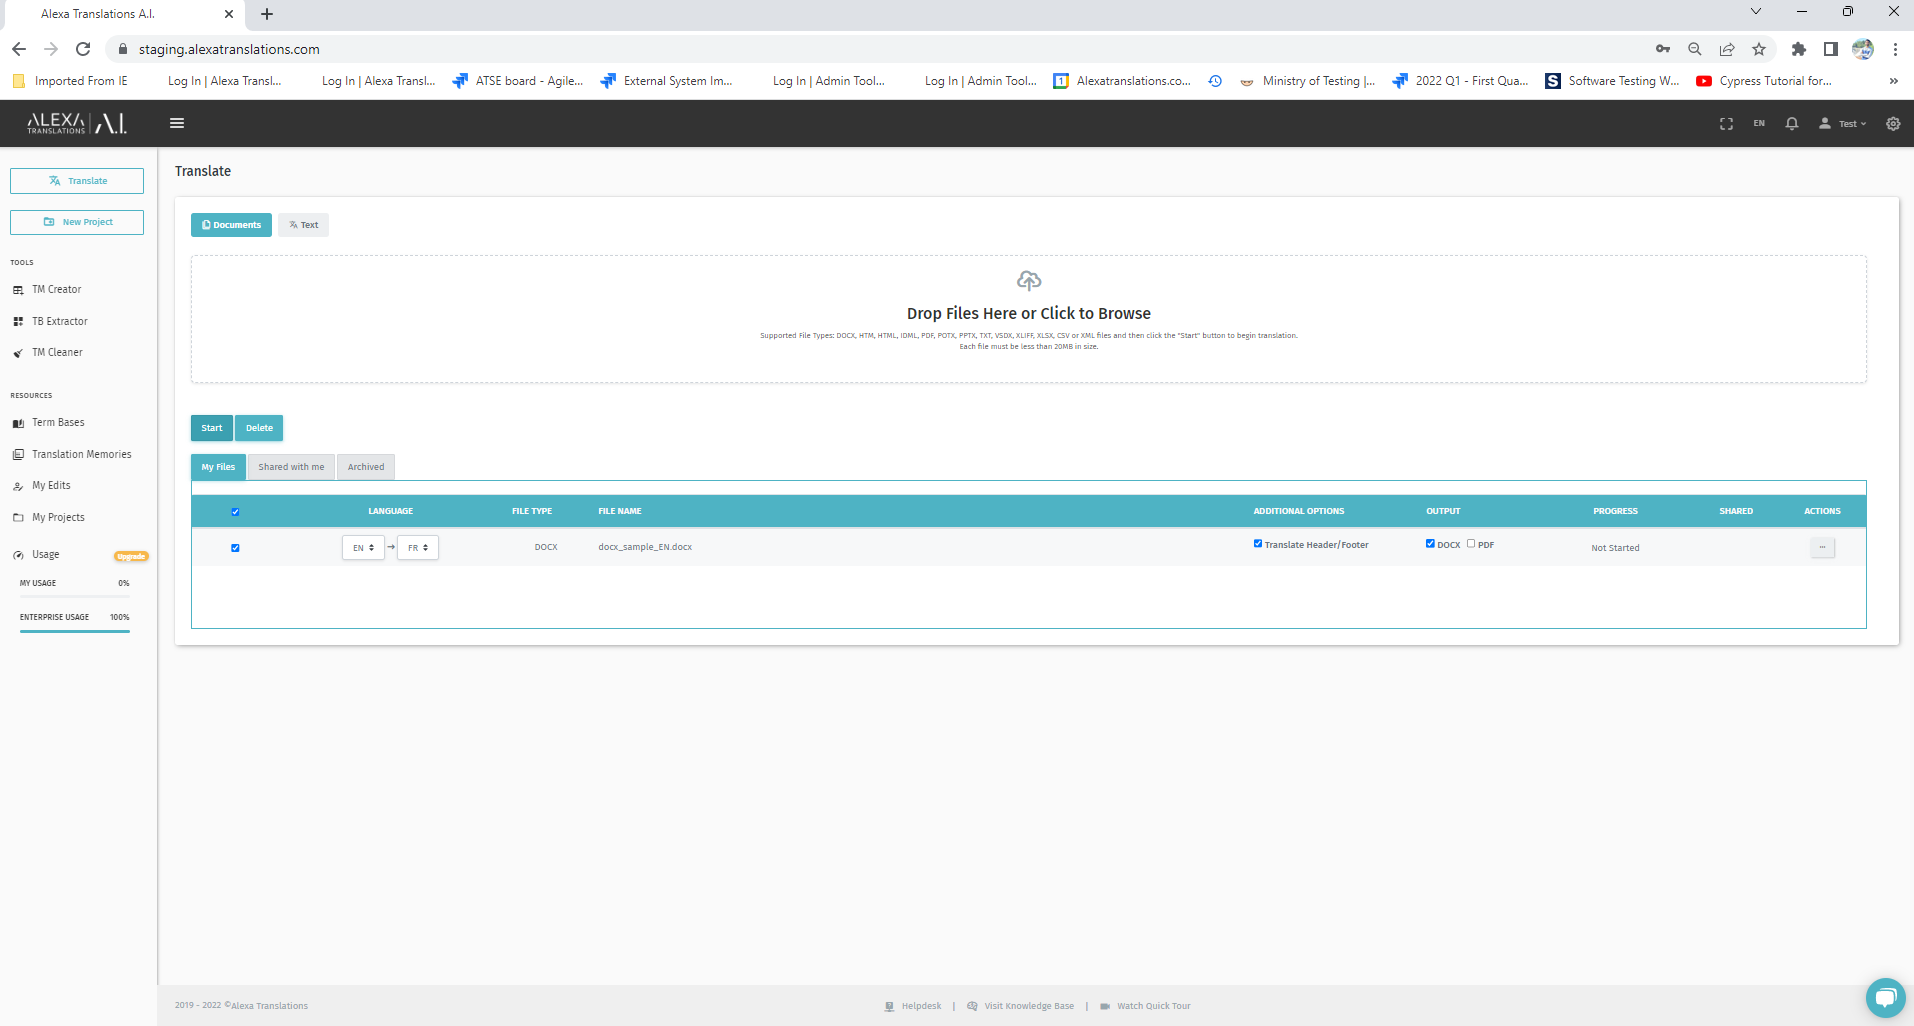 Alexa Translations A.I.
staging.alexatranslations.com
Imported From IE
Log In | Alexa Transl...
Log In | Alexa Transl...
ATSE board - Agile...
External System Im...
Log In | Admin Tool...
Log In | Admin Tool...
Alexatranslations.co...
Ministry of Testing |...
2022 Q1 - First Qua...
Software Testing W...
Cypress Tutorial for...
»
ALEXA TRANSLATIONS | A.I.
EN
Test
Translate
New Project
TOOLS
TM Creator
TB Extractor
TM Cleaner
RESOURCES
Term Bases
Translation Memories
My Edits
My Projects
Usage
Upgrade
MY USAGE 0%
ENTERPRISE USAGE 100%
Translate
Documents
Text
Drop Files Here or Click to Browse
Supported File Types: DOCX, HTM, HTML, IDML, PDF, POTX, PPTX, TXT, VSDX, XLIFF, XLSX, CSV or XML files and then click the "Start" button to begin translation.
Each file must be less than 20MB in size.
Start
Delete
My Files
Shared with me
Archived
LANGUAGE FILE TYPE FILE NAME ADDITIONAL OPTIONS OUTPUT PROGRESS SHARED ACTIONS
EN → FR DOCX docx_sample_EN.docx Translate Header/Footer DOCX PDF Not Started ...
2019 - 2022 ©Alexa Translations
Helpdesk | Visit Knowledge Base | Watch Quick Tour